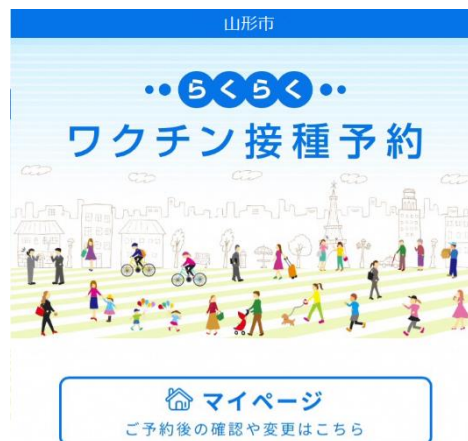 山形市
らくらく
ワクチン接種予約
マイページ
ご予約後の確認や変更はこちら